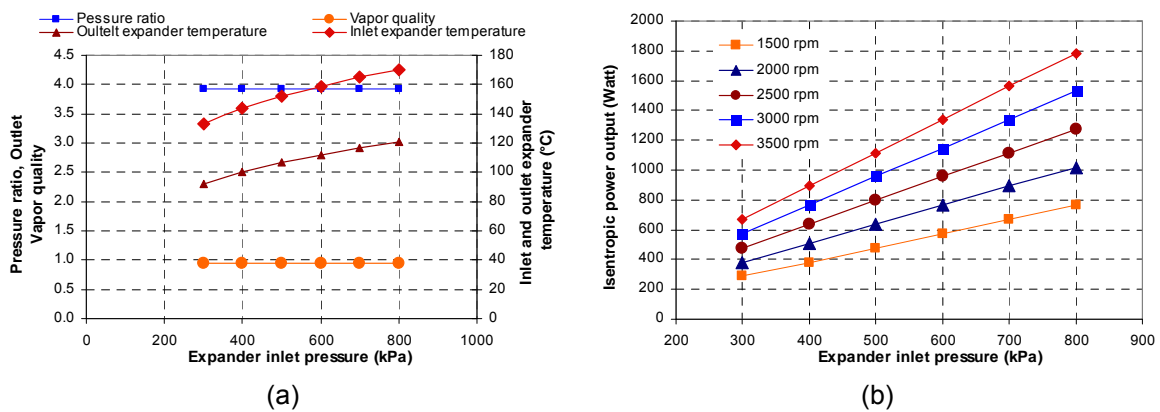 Pressure ratio
Vapor quality
Oultelt expander temperature
Inlet expander temperature
4.5
4.0
3.5
3.0
2.5
2.0
1.5
1.0
0.5
0.0
180
160
140
120
100
80
60
40
20
0
Pressure ratio, Outlet
Vapor quality
Inlet and outlet expander
temperature (°C)
0
200
400
600
800
1000
Expander inlet pressure (kPa)
(a)
2000
1800
1600
1400
1200
1000
800
600
400
200
0
Isentropic power output (Watt)
1500 rpm
2000 rpm
2500 rpm
3000 rpm
3500 rpm
200
300
400
500
600
700
800
900
Expander inlet pressure (kPa)
(b)